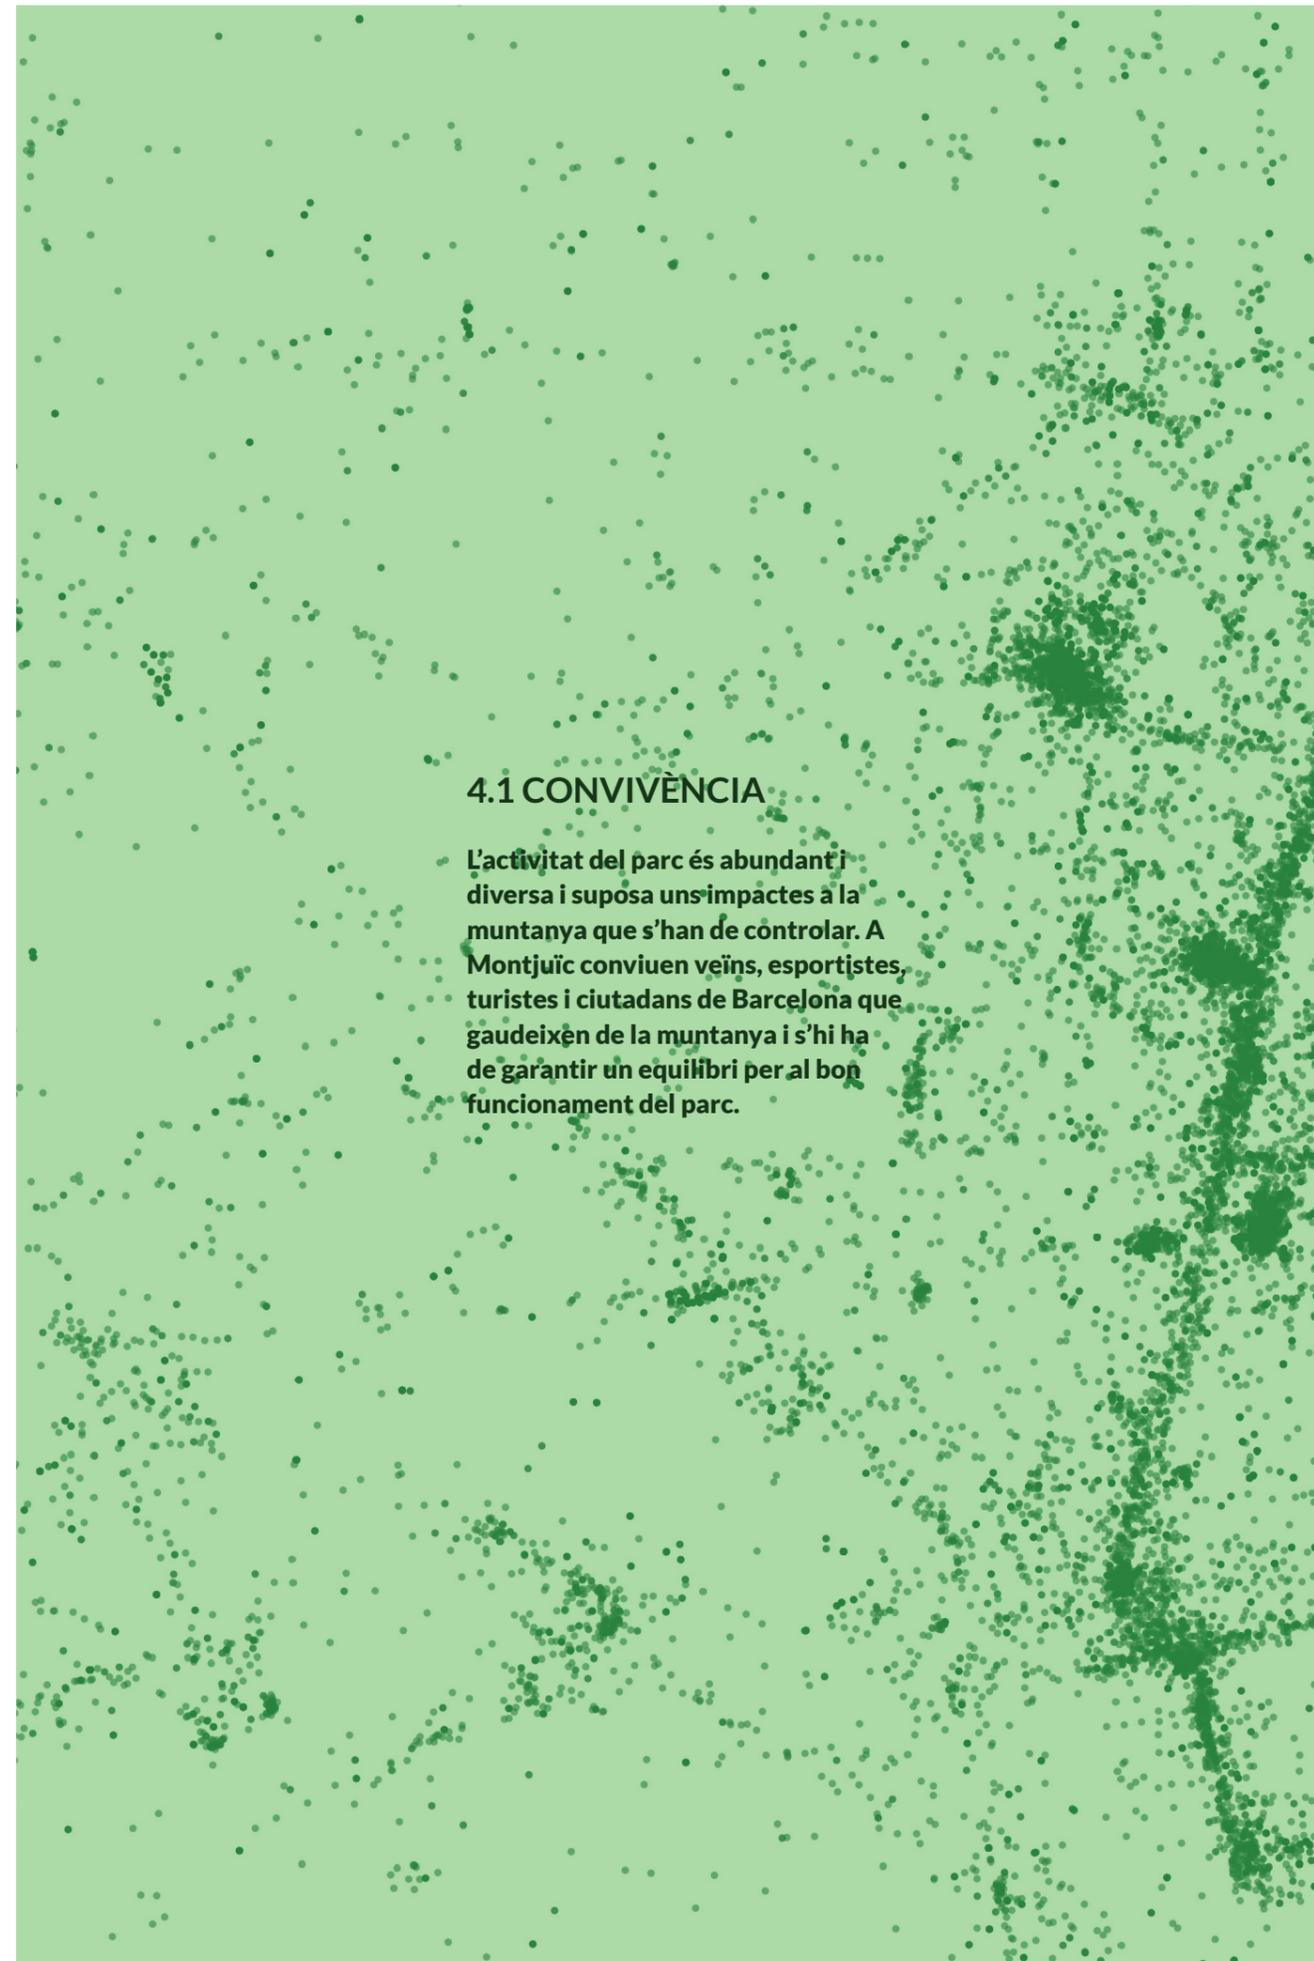 4.1 CONVIVÈNCIA
L’activitat del parc és abundant i
diversa i suposa uns impactes a la
muntanya que s’han de controlar. A
Montjuïc conviuen veïns, esportistes,
turistes i ciutadans de Barcelona que
gaudeixen de la muntanya i s’hi ha
de garantir un equilibri per al bon
funcionament del parc.